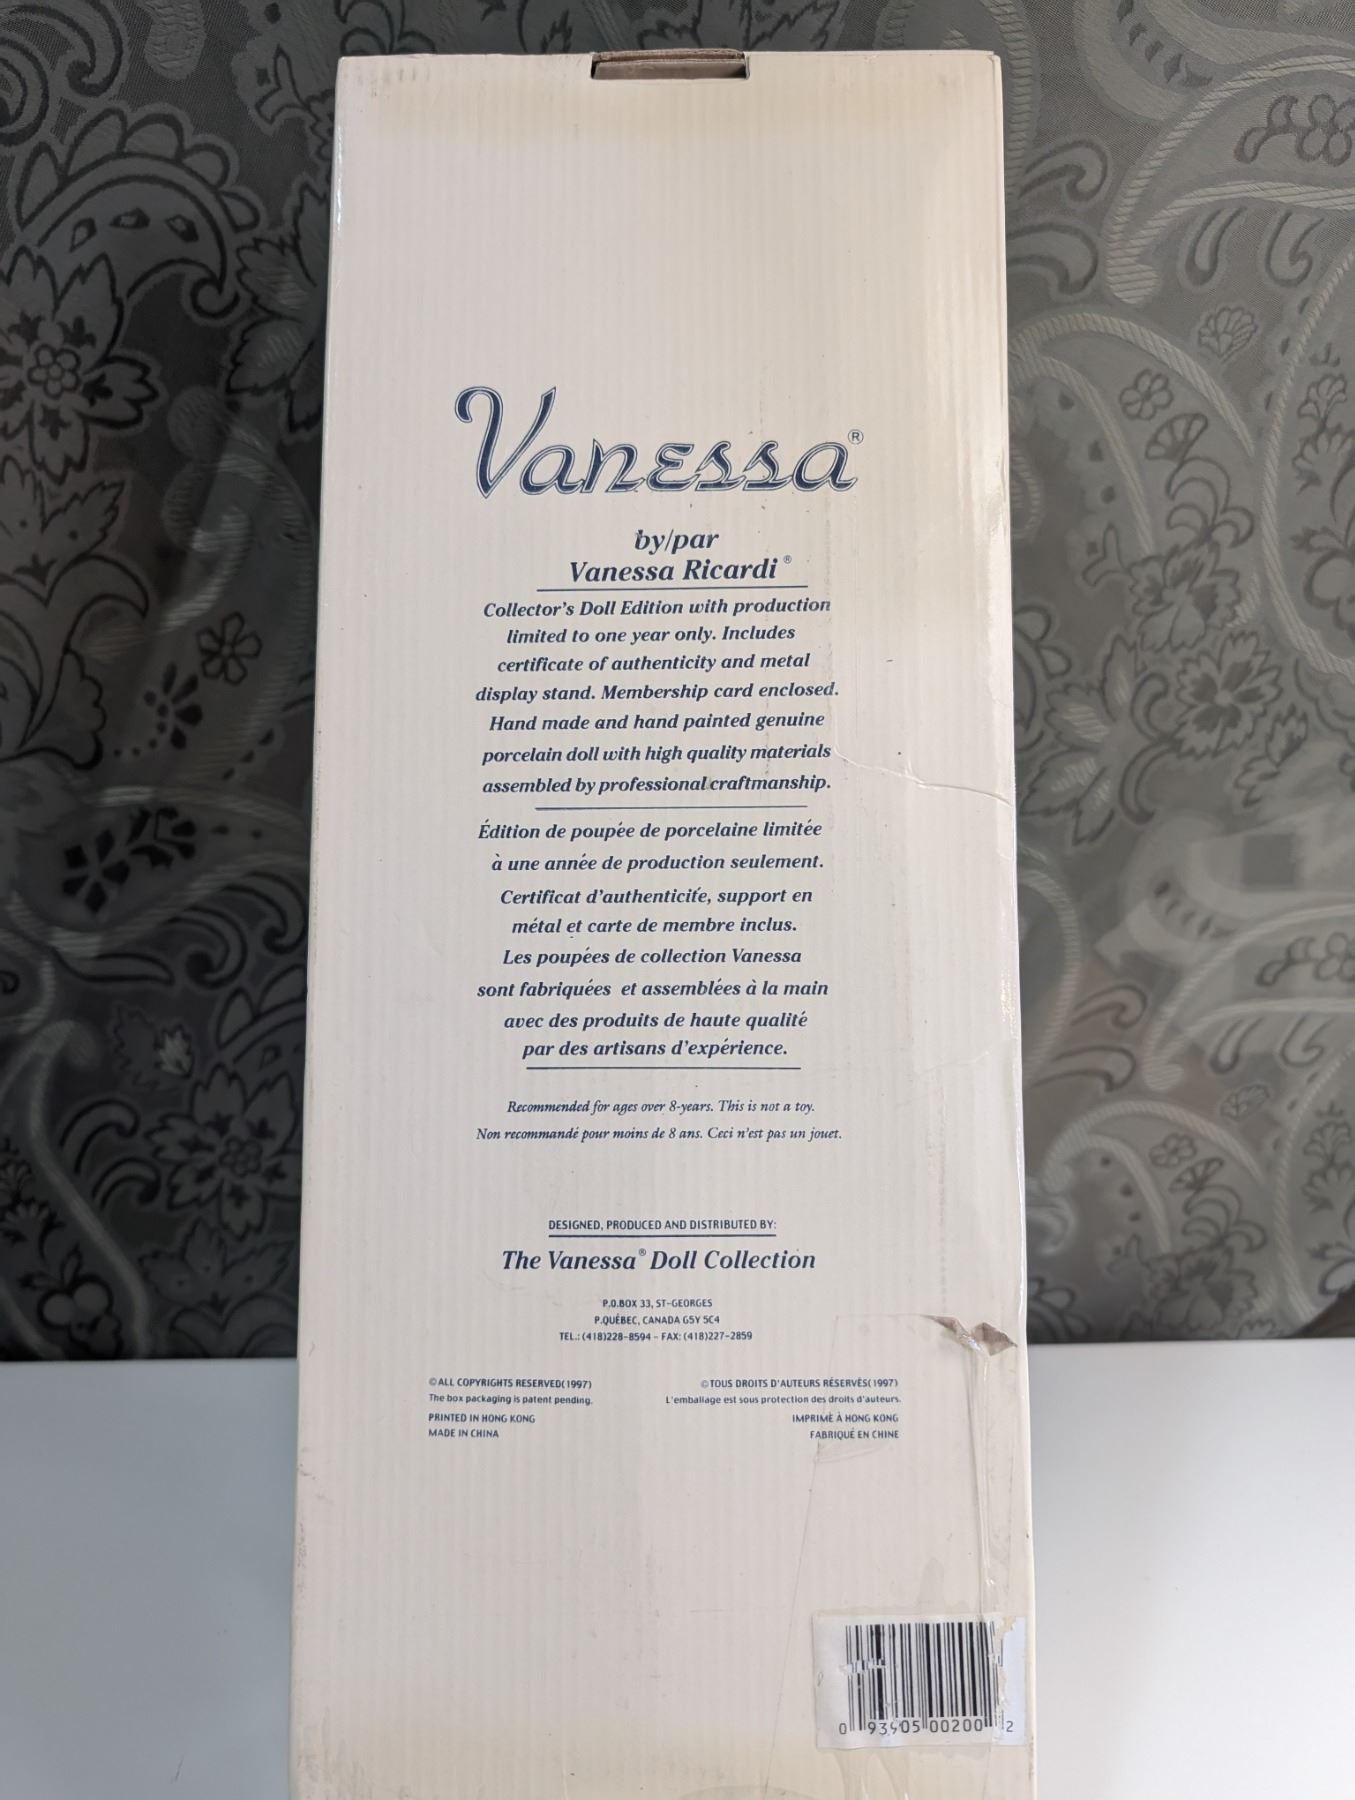 Vanessa®
by/par
Vanessa Ricardi®
Collector's Doll Edition with production
limited to one year only. Includes
certificate of authenticity and metal
display stand. Membership card enclosed.
Hand made and hand painted genuine
porcelain doll with high quality materials
assembled by professional craftmanship.
Édition de poupée de porcelaine limitée
à une année de production seulement.
Certificat d'authenticité, support en
métal et carte de membre inclus.
Les poupées de collection Vanessa
sont fabriquées et assemblées à la main
avec des produits de haute qualité
par des artisans d'expérience.
Recommended for ages over 8-years. This is not a toy.
Non recommandé pour moins de 8 ans. Ceci n'est pas un jouet.
DESIGNED, PRODUCED AND DISTRIBUTED BY:
The Vanessa® Doll Collection
P.O.BOX 33, ST-GEORGES
P.QUÉBEC, CANADA G5Y 5C4
TEL.: (418)228-8594 - FAX: (418)227-2859
©ALL COPYRIGHTS RESERVED(1997)
The box packaging is patent pending.
PRINTED IN HONG KONG
MADE IN CHINA
©TOUS DROITS D'AUTEURS RÉSERVÉS(1997)
L'emballage est sous protection des droits d'auteurs.
IMPRIMÉ À HONG KONG
FABRIQUÉ EN CHINE
0 93905 00200 2